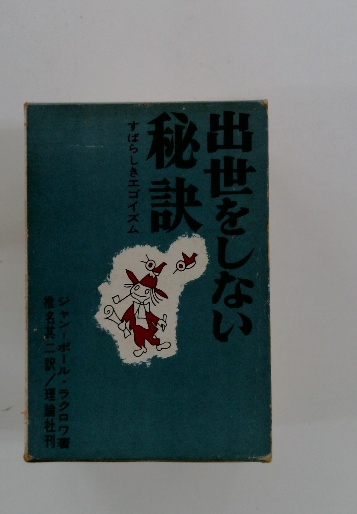 出世をしない
秘訣
すばらしきエゴイズム
ジャン・ポール・ラクロワ著
椎名其二訳/理論社刊